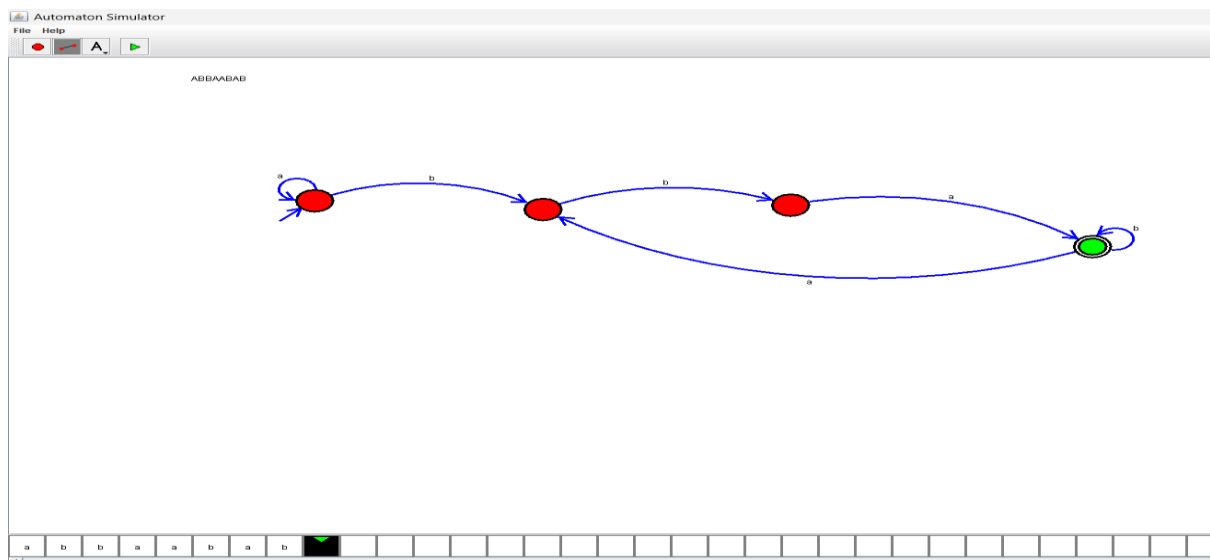 Automaton Simulator
File Help
A
ABBAABAB
a b b a b
a
b
a b b a a b a b